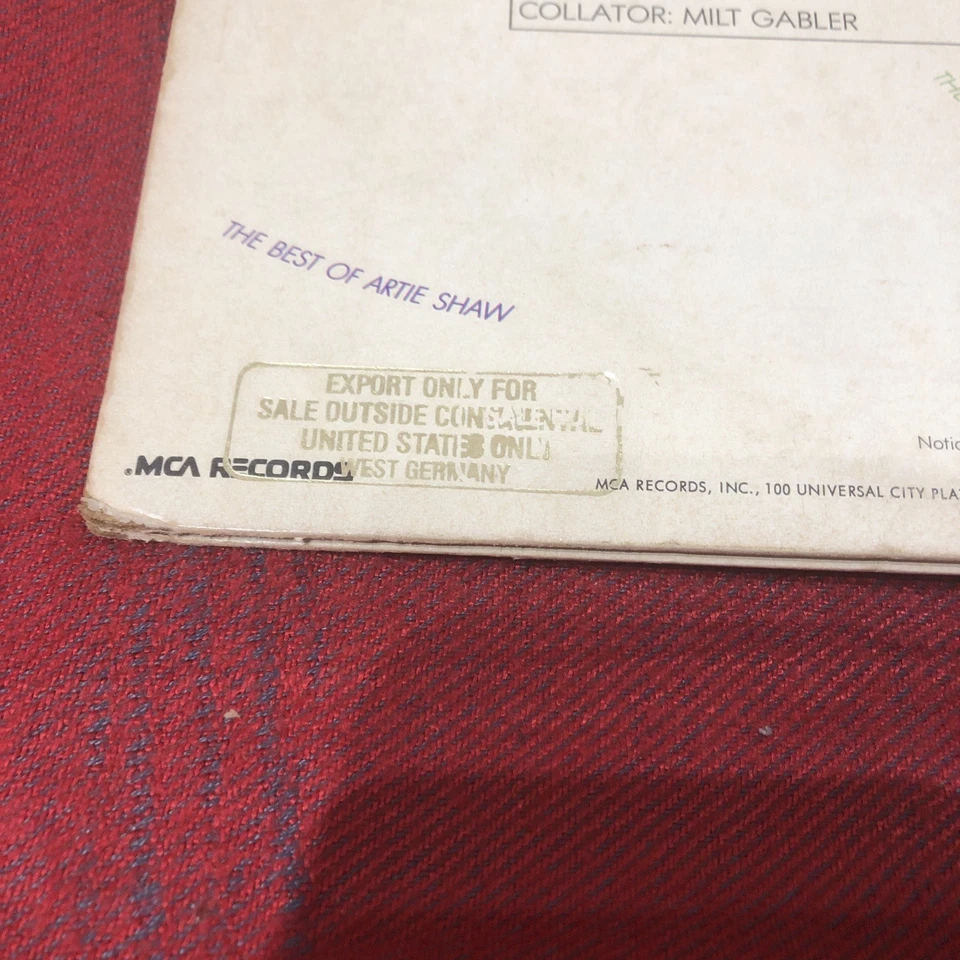 COLLATOR: MILT GABLER
THE BEST OF ARTIE SHAW
EXPORT ONLY FOR
SALE OUTSIDE
UNITED STATES ONLY
WEST GERMANY
MCA RECORDS
MCA RECORDS, INC., 100 UNIVERSAL CITY